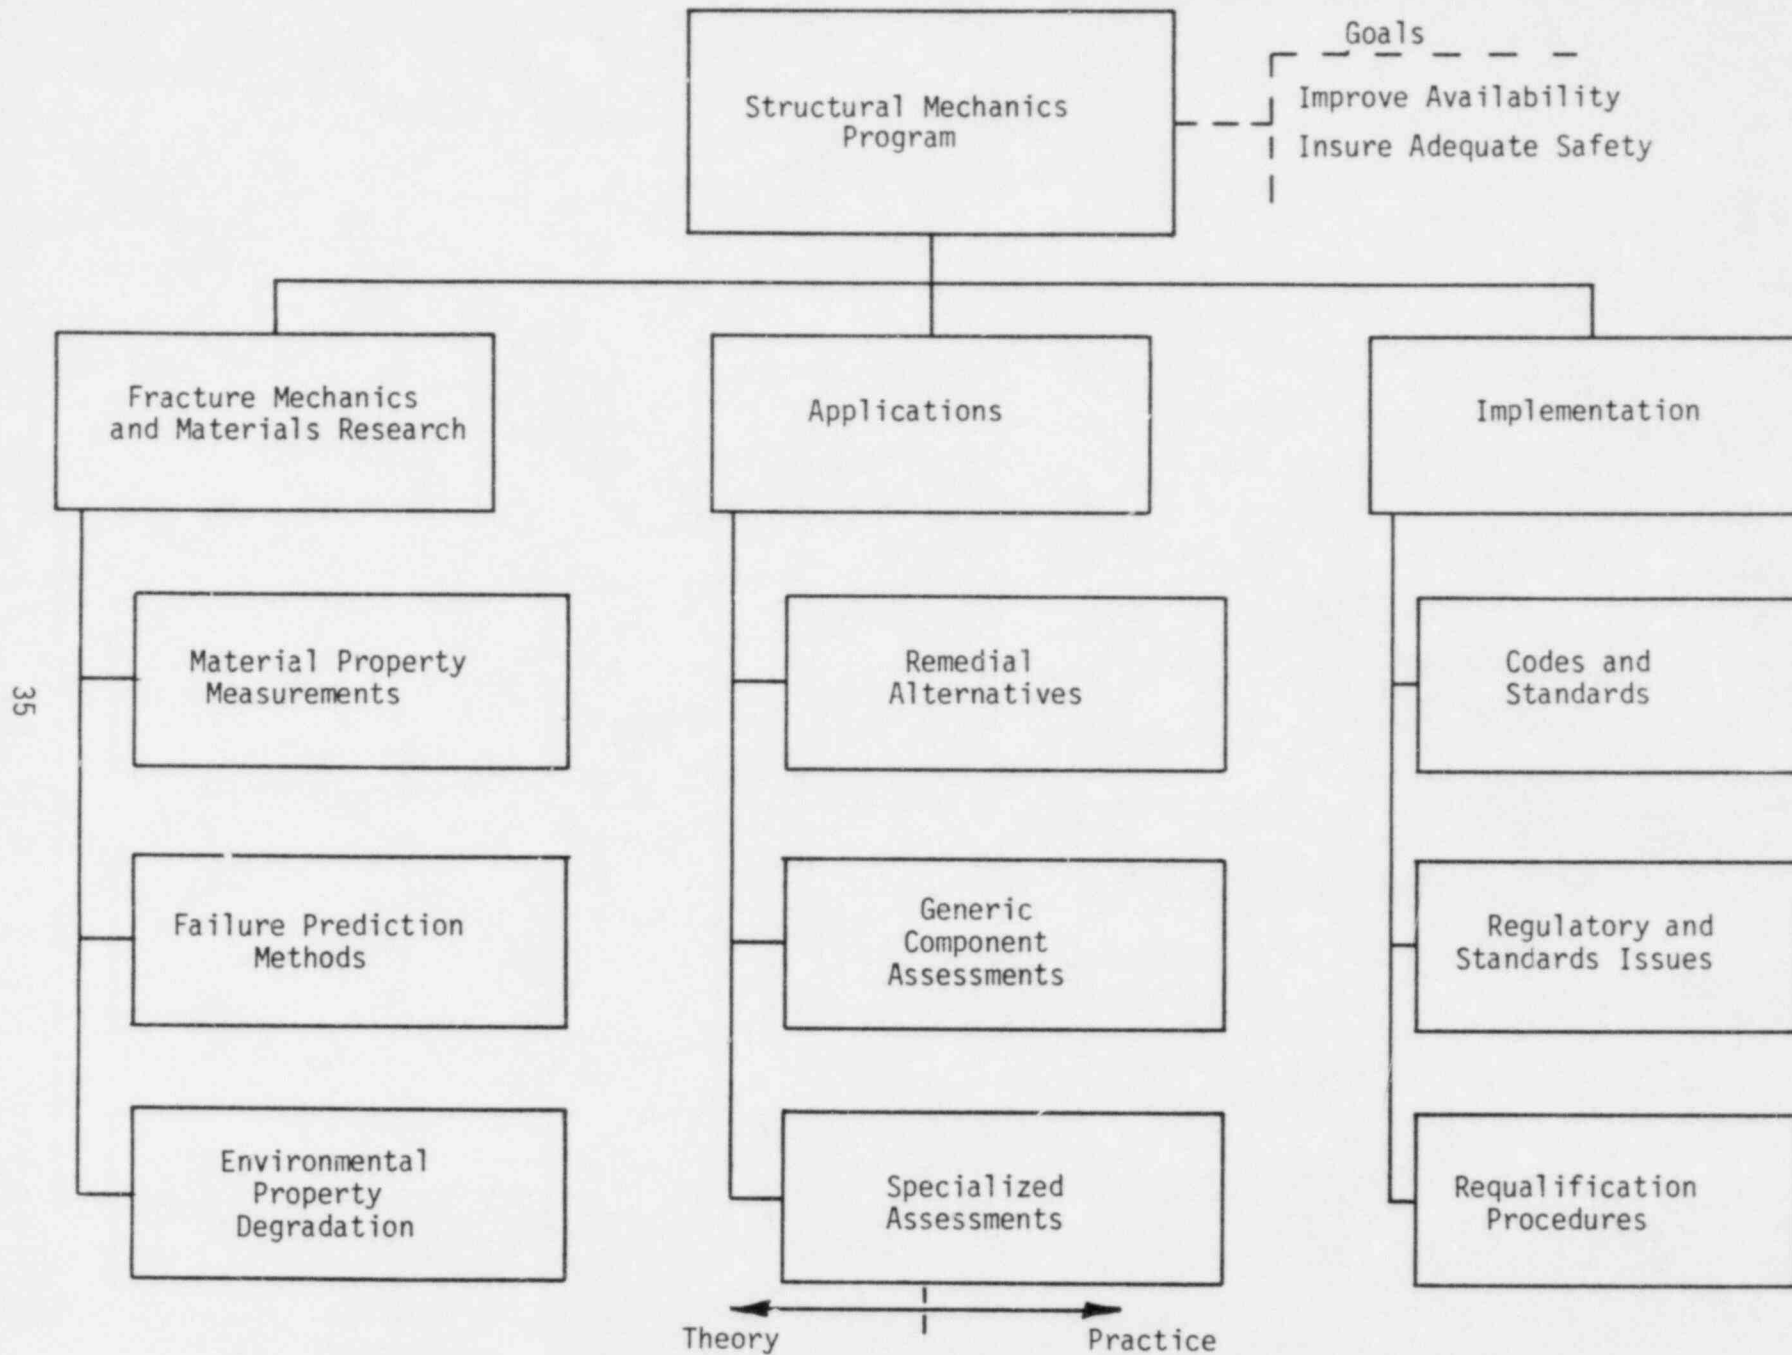 Structural Mechanics
Program
Goals
Improve Availability
Insure Adequate Safety
Fracture Mechanics
and Materials Research
Applications
Implementation
Material Property
Measurements
Remedial
Alternatives
Codes and
Standards
Failure Prediction
Methods
Generic
Component
Assessments
Regulatory and
Standards Issues
Environmental
Property
Degradation
Specialized
Assessments
Requalification
Procedures
Theory
Practice
35